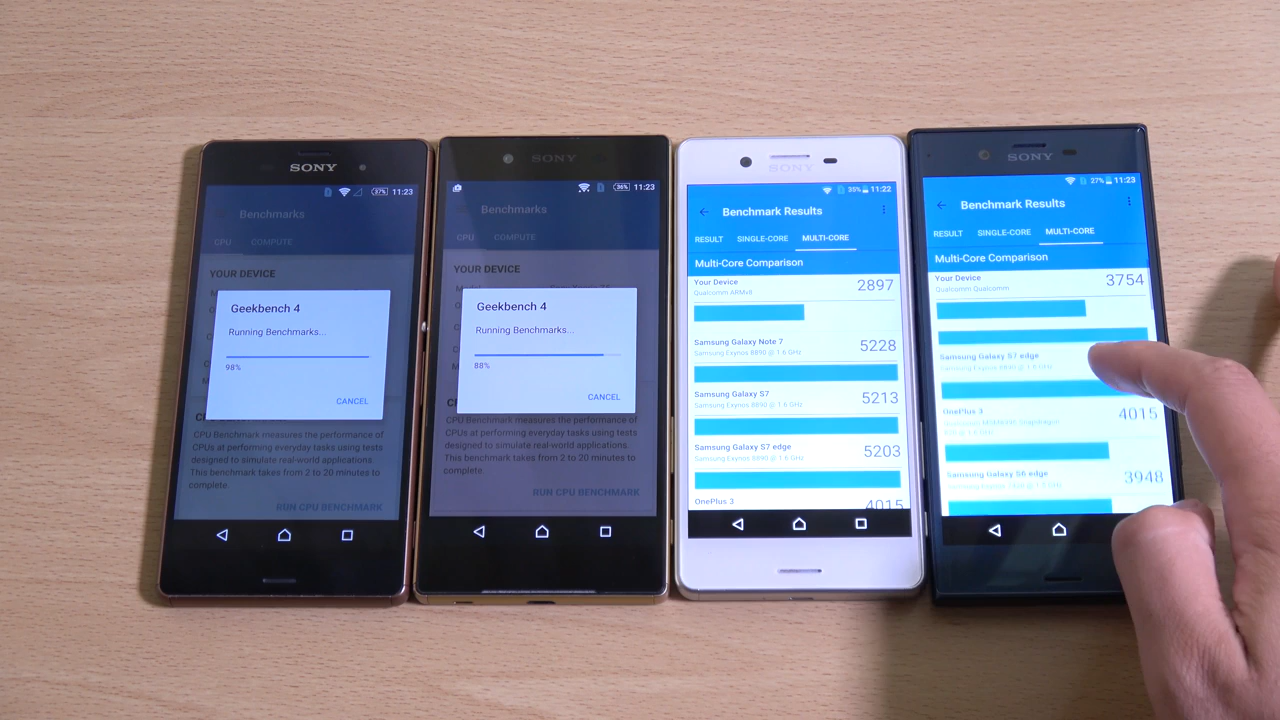 SONY
37% 11:23
Benchmarks
CPU COMPUTE
YOUR DEVICE
Geekbench 4
Running Benchmarks...
98%
CANCEL
CPU Benchmark measures the performance of
CPUs at performing everyday tasks using tests
designed to simulate real-world applications.
This benchmark takes from 2 to 20 minutes to
complete.
RUN CPU BENCHMARK
SONY
36% 11:23
Benchmarks
CPU COMPUTE
YOUR DEVICE
Geekbench 4
Running Benchmarks...
88%
CANCEL
CPU Benchmark measures the performance of
CPUs at performing everyday tasks using tests
designed to simulate real-world applications.
This benchmark takes from 2 to 20 minutes to
complete.
RUN CPU BENCHMARK
SONY
35% 11:22
Benchmark Results
RESULT SINGLE-CORE MULTI-CORE
Multi-Core Comparison
Your Device 2897
Qualcomm ARMv8
Samsung Galaxy Note 7 5228
Samsung Exynos 8890 @ 1.6 GHz
Samsung Galaxy S7 5213
Samsung Exynos 8890 @ 1.6 GHz
Samsung Galaxy S7 edge 5203
Samsung Exynos 8890 @ 1.6 GHz
OnePlus 3 4015
SONY
27% 11:23
Benchmark Results
RESULT SINGLE-CORE MULTI-CORE
Multi-Core Comparison
Your Device 3754
Qualcomm Qualcomm
Samsung Galaxy S7 edge
Samsung Exynos 8890 @ 1.6 GHz
OnePlus 3 4015
Samsung Galaxy S6 edge 3948